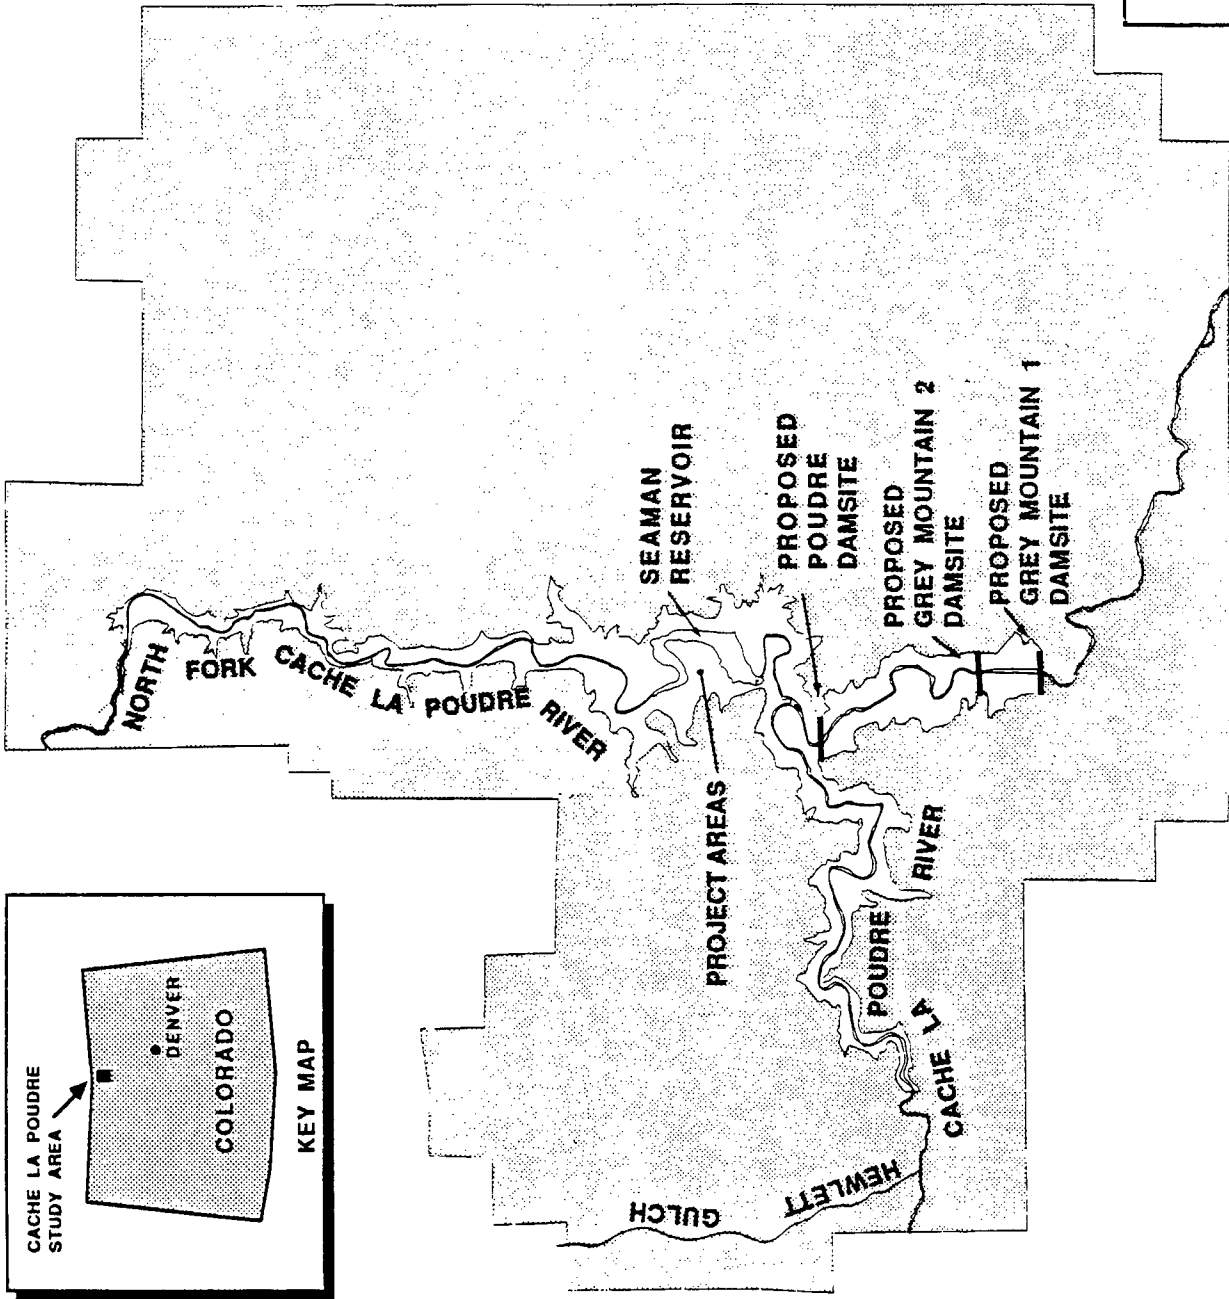 CACHE LA POUDRE
STUDY AREA
DENVER
COLORADO
KEY MAP
NORTH
FORK
CACHE
LA
POUDRE
RIVER
SEAMAN
RESERVOIR
PROJECT AREAS
PROPOSED
POUDRE
DAMSITE
PROPOSED
GREY MOUNTAIN 2
DAMSITE
PROPOSED
GREY MOUNTAIN 1
DAMSITE
HEWLETT
GULCH
CACHE LA
POUDRE
RIVER